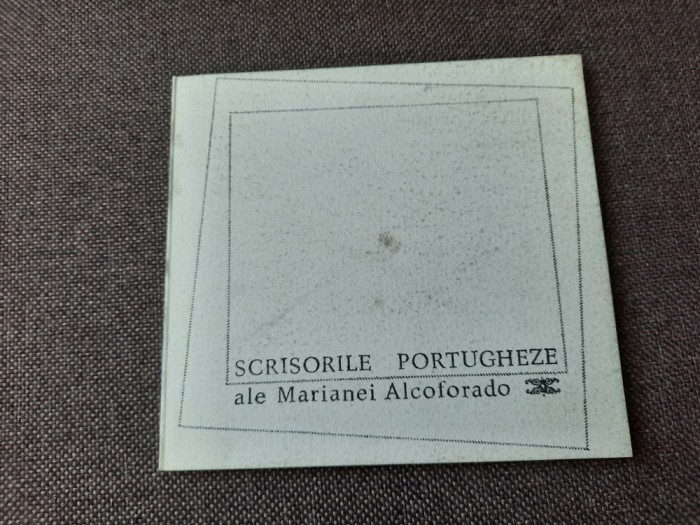 SCRISORILE PORTUGHEZE
ale Marianei Alcoforado